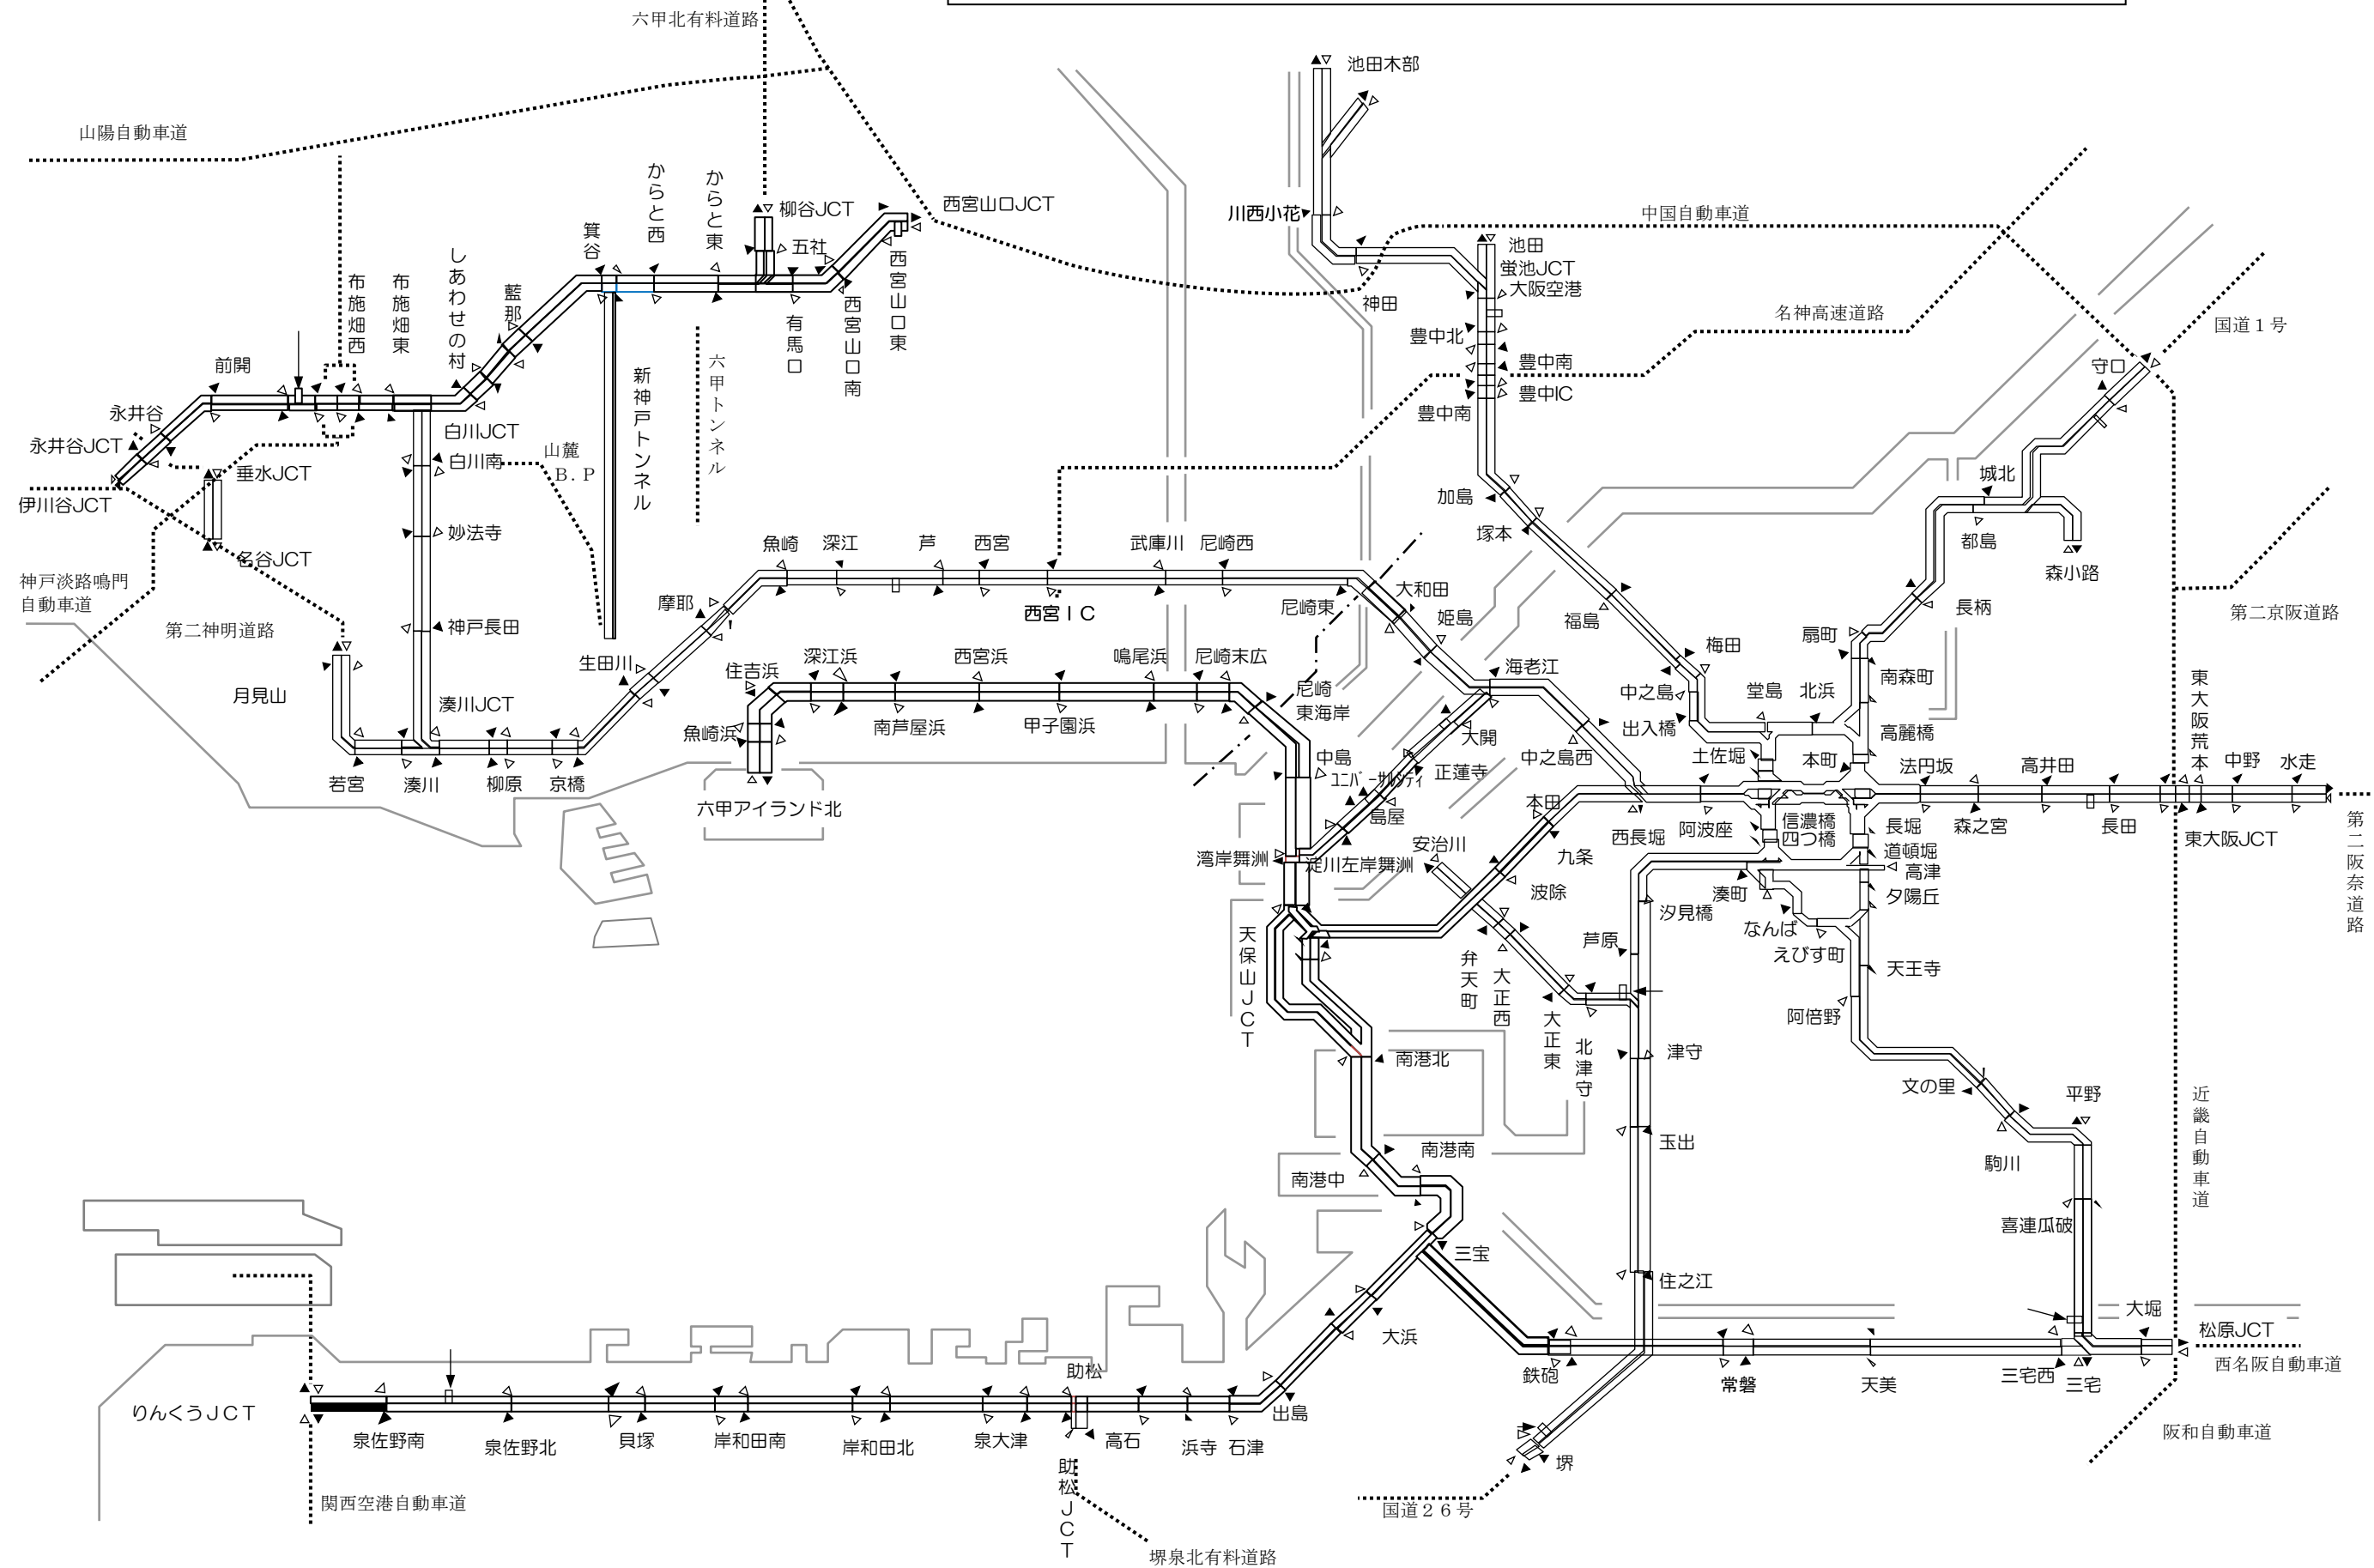 六甲北有料道路
山陽自動車道
池田木部
川西小花
神田
中国自動車道
池田
蛍池JCT
大阪空港
豊中北
豊中南
豊中IC
豊中南
名神高速道路
国道１号
守口
柳谷JCT
五社
西宮山口JCT
西宮山口東
西宮山口南
有馬口
からと東
からと西
箕谷
藍那
しあわせの村
布施畑東
布施畑西
前開
永井谷
永井谷JCT
伊川谷JCT
垂水JCT
名谷JCT
白川JCT
白川南
妙法寺
神戸長田
山麓
B．P
新神戸トンネル
六甲トンネル
神戸淡路鳴門
自動車道
第二神明道路
月見山
若宮
湊川
湊川JCT
柳原
京橋
生田川
摩耶
魚崎
深江
芦
西宮
西宮ＩＣ
武庫川
尼崎西
尼崎東
大和田
姫島
海老江
加島
塚本
福島
梅田
中之島
出入橋
中之島西
堂島
北浜
土佐堀
本町
扇町
南森町
高麗橋
長柄
都島
城北
森小路
第二京阪道路
東大阪荒本
住吉浜
魚崎浜
六甲アイランド北
深江浜
南芦屋浜
西宮浜
甲子園浜
鳴尾浜
尼崎末広
尼崎
東海岸
中島
ﾕﾆﾊﾞｰｻﾙｼﾃｨ
大開
正蓮寺
島屋
湾岸舞洲
淀川左岸舞洲
安治川
本田
九条
波除
西長堀
阿波座
信濃橋
四つ橋
法円坂
森之宮
高井田
長田
中野
水走
東大阪JCT
第二阪奈道路
長堀
道頓堀
高津
夕陽丘
湊町
なんば
えびす町
天王寺
阿倍野
汐見橋
芦原
天保山ＪＣＴ
弁天町
大正西
大正東
北津守
津守
玉出
住之江
南港北
南港中
南港南
三宝
文の里
駒川
平野
喜連瓜破
近畿自動車道
大堀
松原JCT
西名阪自動車道
三宅
三宅西
天美
常磐
鉄砲
堺
阪和自動車道
国道２６号
大浜
出島
石津
浜寺
高石
助松
助松ＪＣＴ
堺泉北有料道路
泉大津
岸和田北
岸和田南
貝塚
泉佐野北
泉佐野南
りんくうＪＣＴ
関西空港自動車道